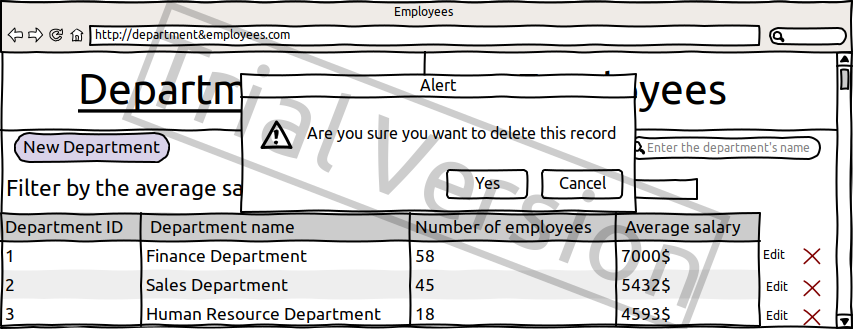 Employees
http://department&employees.com
Departm
yees
Alert
Are you sure you want to delete this record
Yes
Cancel
New Department
Enter the department's name
Filter by the average sa
Department ID Department name Number of employees Average salary
1 Finance Department 58 7000$ Edit
2 Sales Department 45 5432$ Edit
3 Human Resource Department 18 4593$ Edit
Trial Version